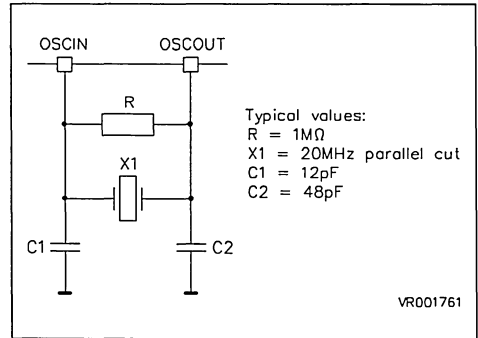 OSCIN OSCOUT
R
Typical values:
R = 1MΩ
X1 = 20MHz parallel cut
C1 = 12pF
C2 = 48pF
X1
C1 C2
VR001761